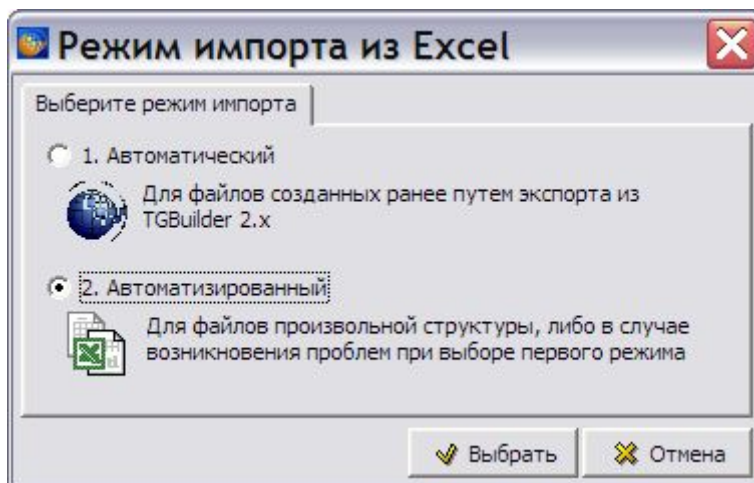 Режим импорта из Excel
Выберите режим импорта
1. Автоматический
Для файлов созданных ранее путем экспорта из
TGBuilder 2.x
2. Автоматизированный
Для файлов произвольной структуры, либо в случае
возникновения проблем при выборе первого режима
Выбрать
Отмена